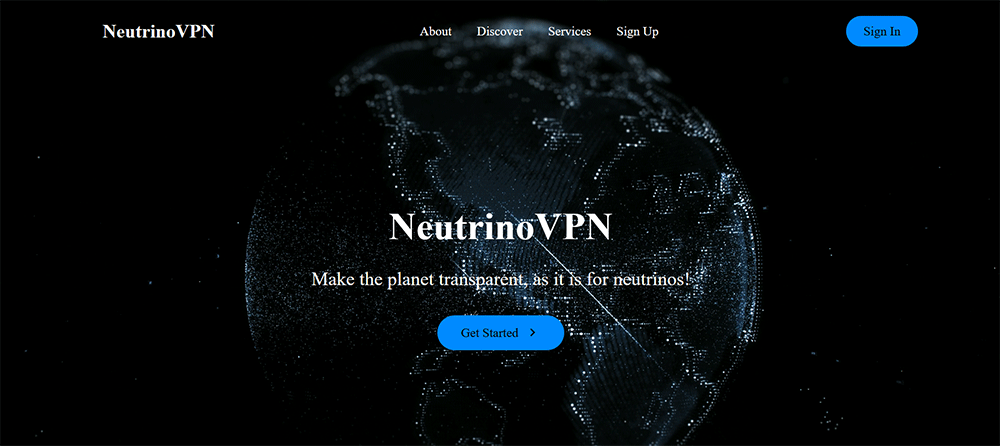 NeutrinoVPN
About
Discover
Services
Sign Up
Sign In
NeutrinoVPN
Make the planet transparent, as it is for neutrinos!
Get Started